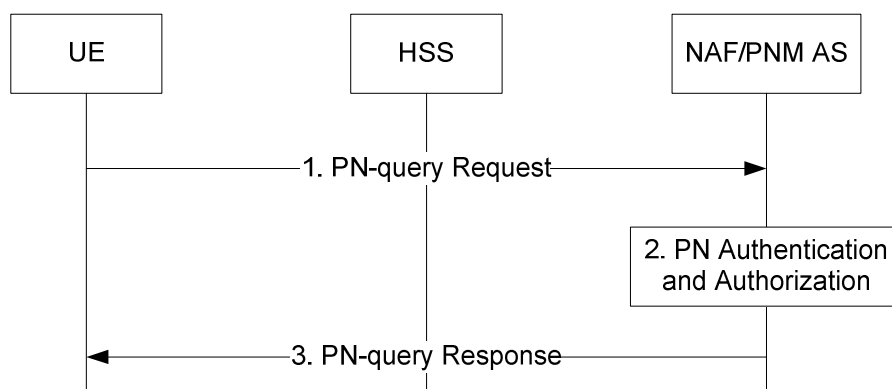 UE
HSS
NAF/PNM AS
1. PN-query Request
2. PN Authentication
and Authorization
3. PN-query Response